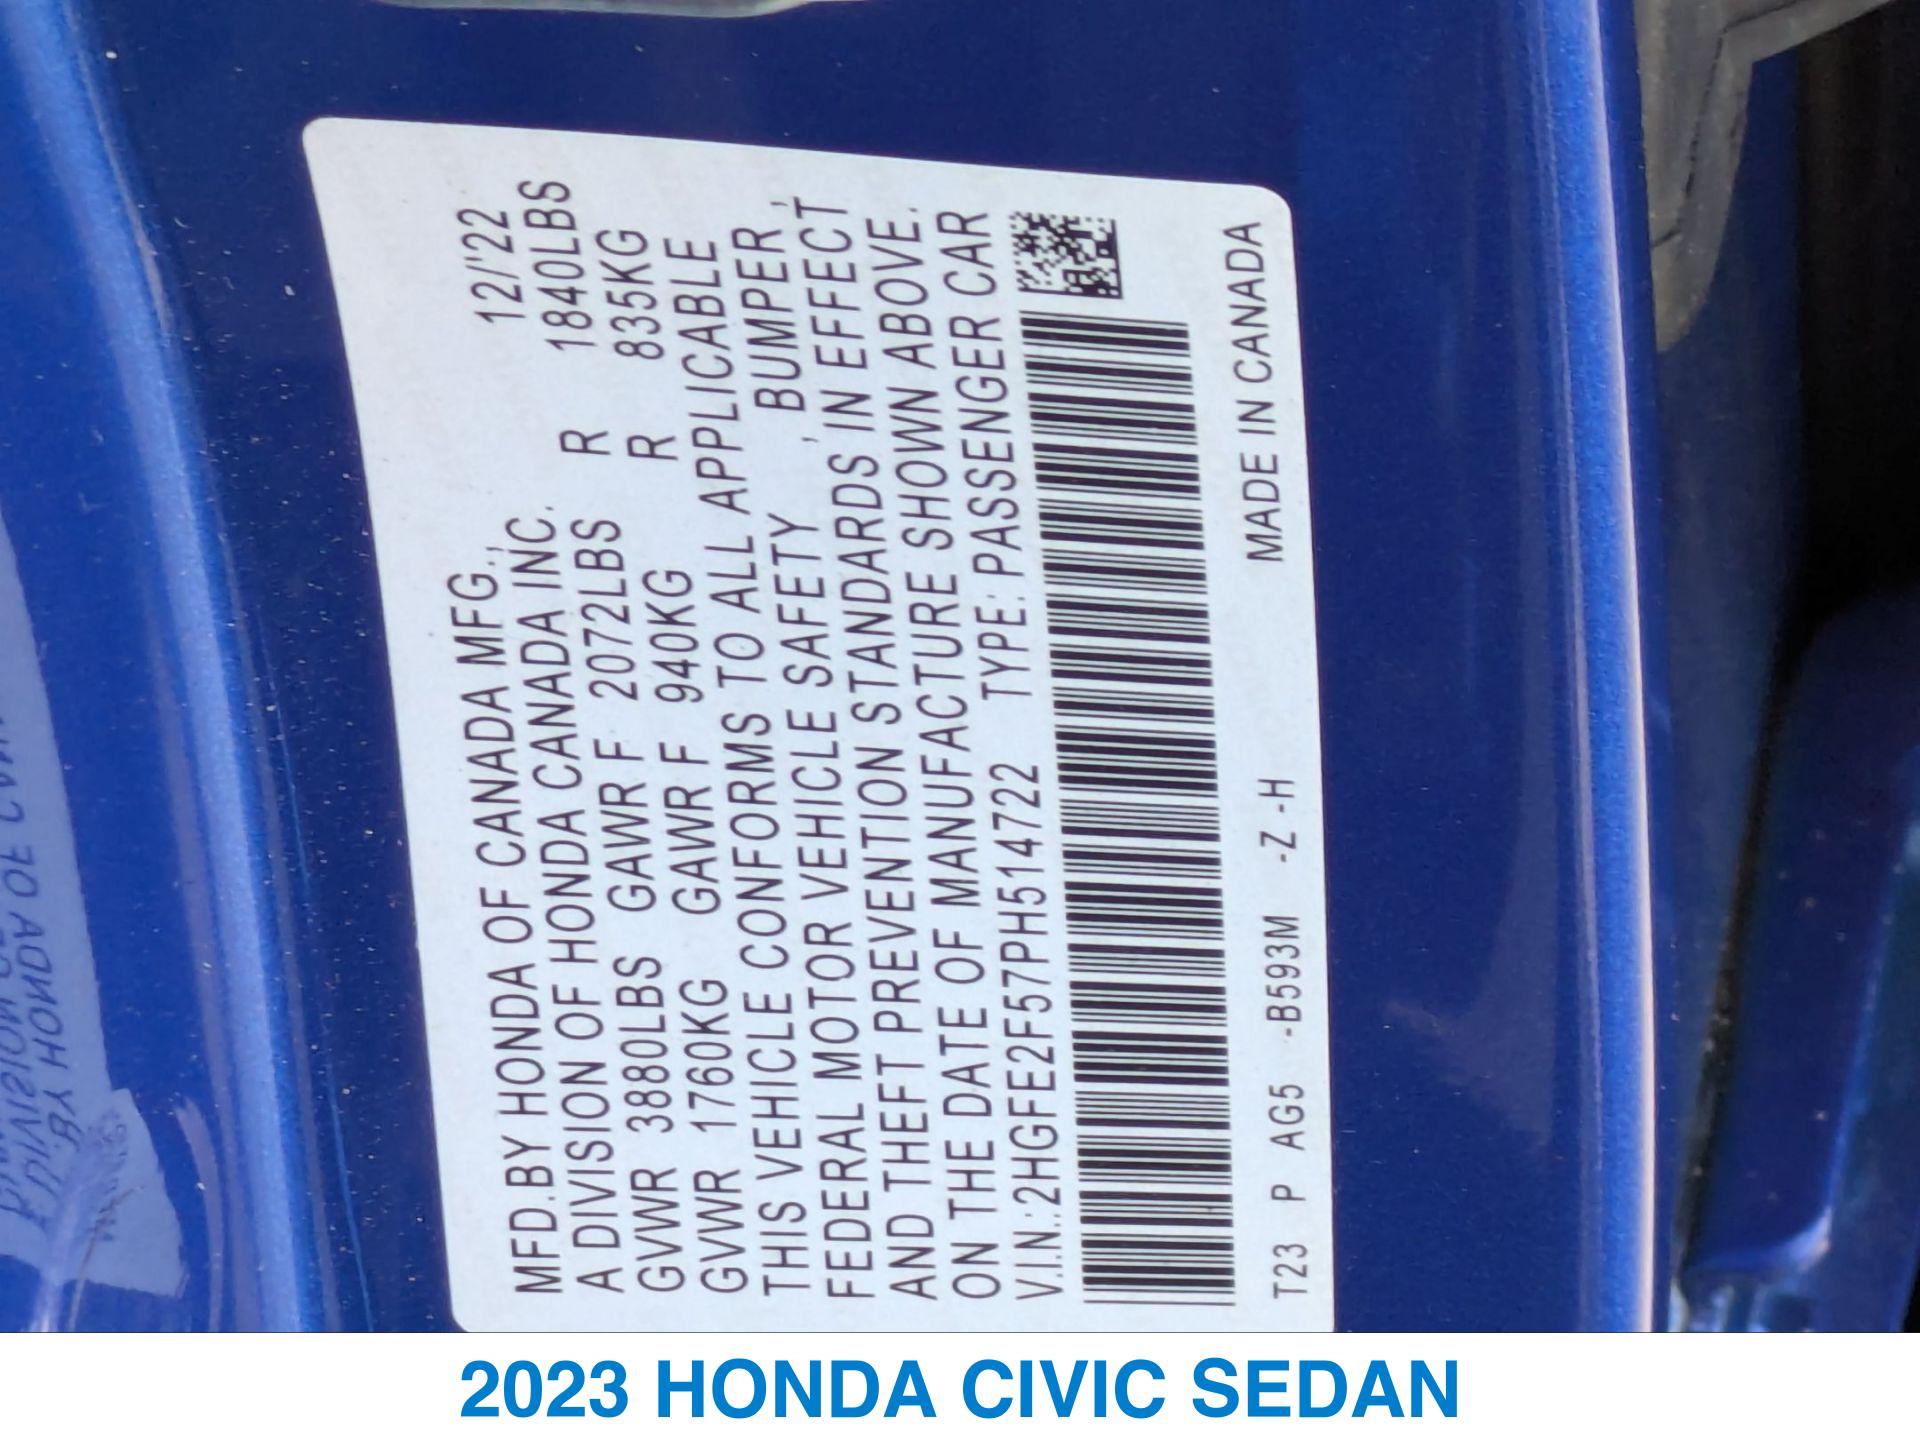 MFD.BY HONDA OF CANADA MFG., 12/'22
A DIVISION OF HONDA CANADA INC.
GVWR 3880LBS GAWR F 2072LBS R 1840LBS
GVWR 1760KG GAWR F 940KG R 835KG
THIS VEHICLE CONFORMS TO ALL APPLICABLE
FEDERAL MOTOR VEHICLE SAFETY , BUMPER ,
AND THEFT PREVENTION STANDARDS IN EFFECT
ON THE DATE OF MANUFACTURE SHOWN ABOVE.
V.I.N.:2HGFE2F57PH514722 TYPE: PASSENGER CAR
T23 P AG5 -B593M -Z -H MADE IN CANADA
2023 HONDA CIVIC SEDAN